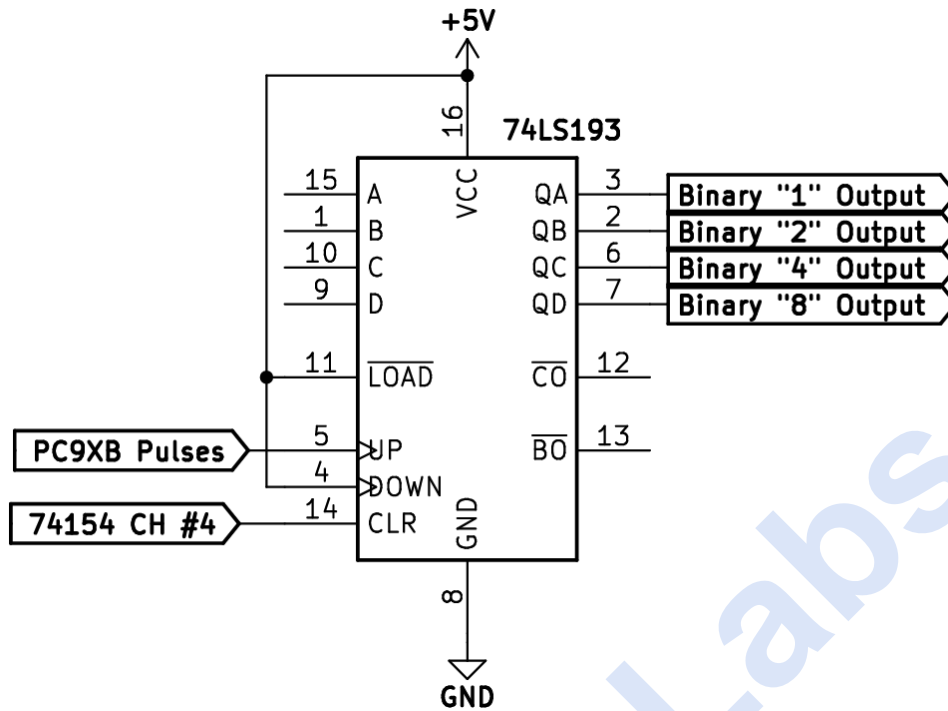 +5V
16
74LS193
VCC
15 A QA 3 Binary "1" Output
1 B QB 2 Binary "2" Output
10 C QC 6 Binary "4" Output
9 D QD 7 Binary "8" Output
11 LOAD CO 12
PC9XB Pulses 5 UP BO 13
4 DOWN
74154 CH #4 14 CLR
GND
8
GND
Labs